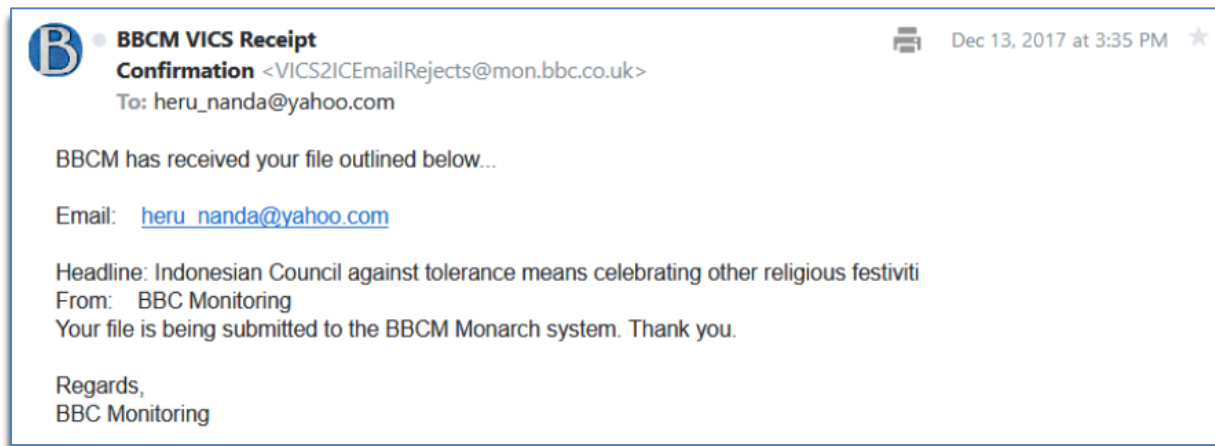 B
BBCM VICS Receipt Dec 13, 2017 at 3:35 PM
Confirmation <VICS2ICEmailRejects@mon.bbc.co.uk>
To: heru_nanda@yahoo.com
BBCM has received your file outlined below...
Email: heru_nanda@yahoo.com
Headline: Indonesian Council against tolerance means celebrating other religious festiviti
From: BBC Monitoring
Your file is being submitted to the BBCM Monarch system. Thank you.
Regards,
BBC Monitoring